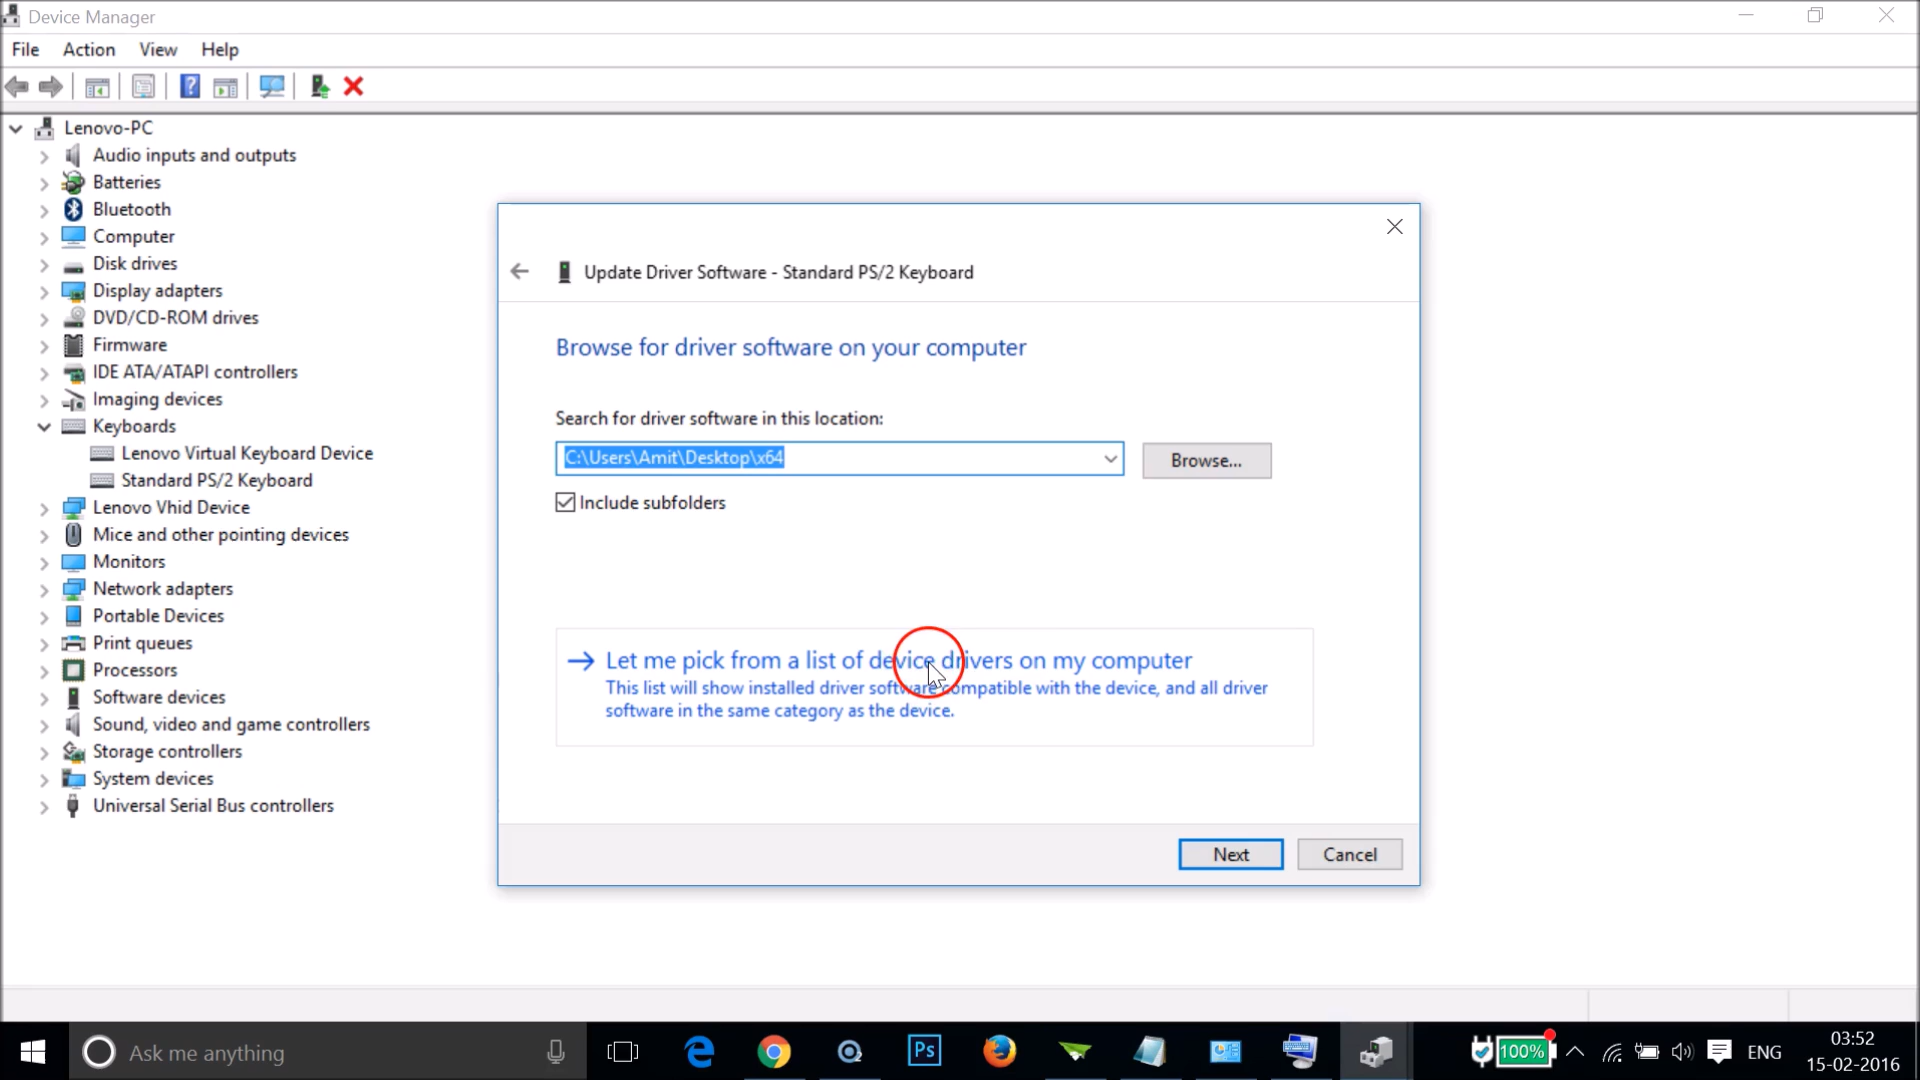 Device Manager
File Action View Help
Lenovo-PC
Audio inputs and outputs
Batteries
Bluetooth
Computer
Disk drives
Display adapters
DVD/CD-ROM drives
Firmware
IDE ATA/ATAPI controllers
Imaging devices
Keyboards
Lenovo Virtual Keyboard Device
Standard PS/2 Keyboard
Lenovo Vhid Device
Mice and other pointing devices
Monitors
Network adapters
Portable Devices
Print queues
Processors
Software devices
Sound, video and game controllers
Storage controllers
System devices
Universal Serial Bus controllers
Update Driver Software - Standard PS/2 Keyboard
Browse for driver software on your computer
Search for driver software in this location:
C:\Users\Amit\Desktop\x64
Browse...
Include subfolders
Let me pick from a list of device drivers on my computer
This list will show installed driver software compatible with the device, and all driver
software in the same category as the device.
Next
Cancel
Ask me anything
Ps
100%
ENG
03:52
15-02-2016